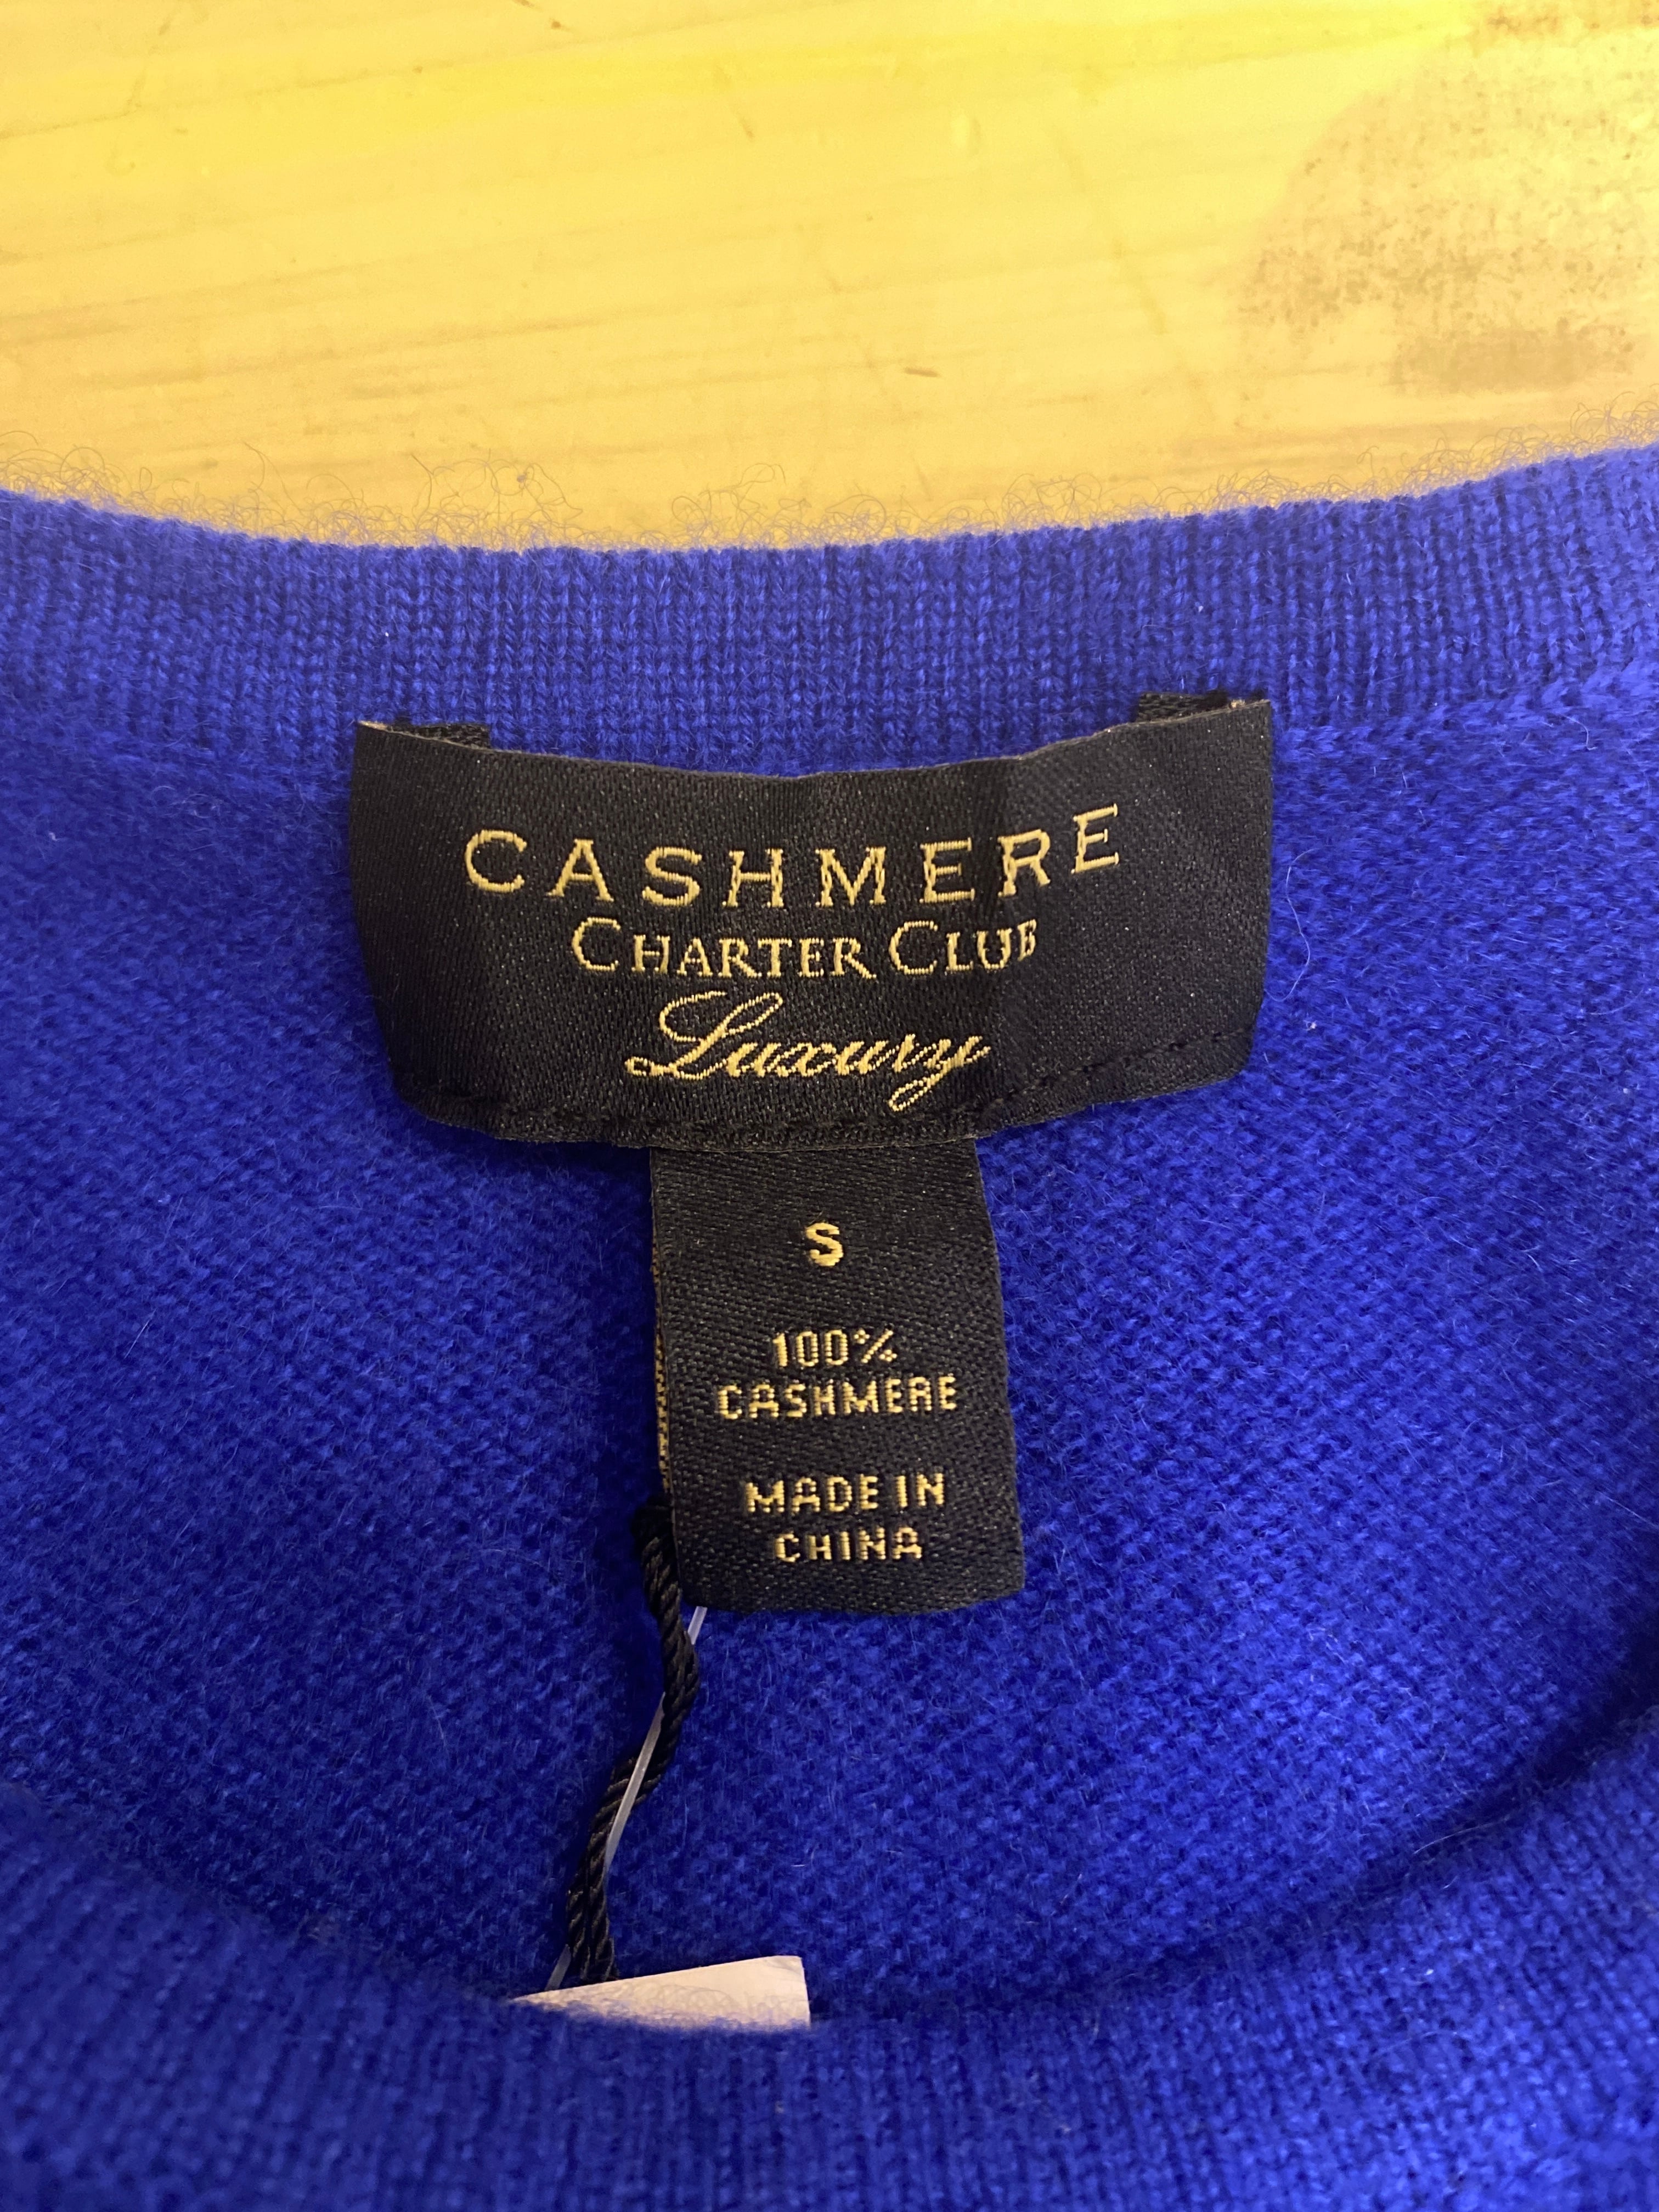 CASHMERE
CHARTER CLUB
Luxury
S
100%
CASHMERE
MADE IN
CHINA